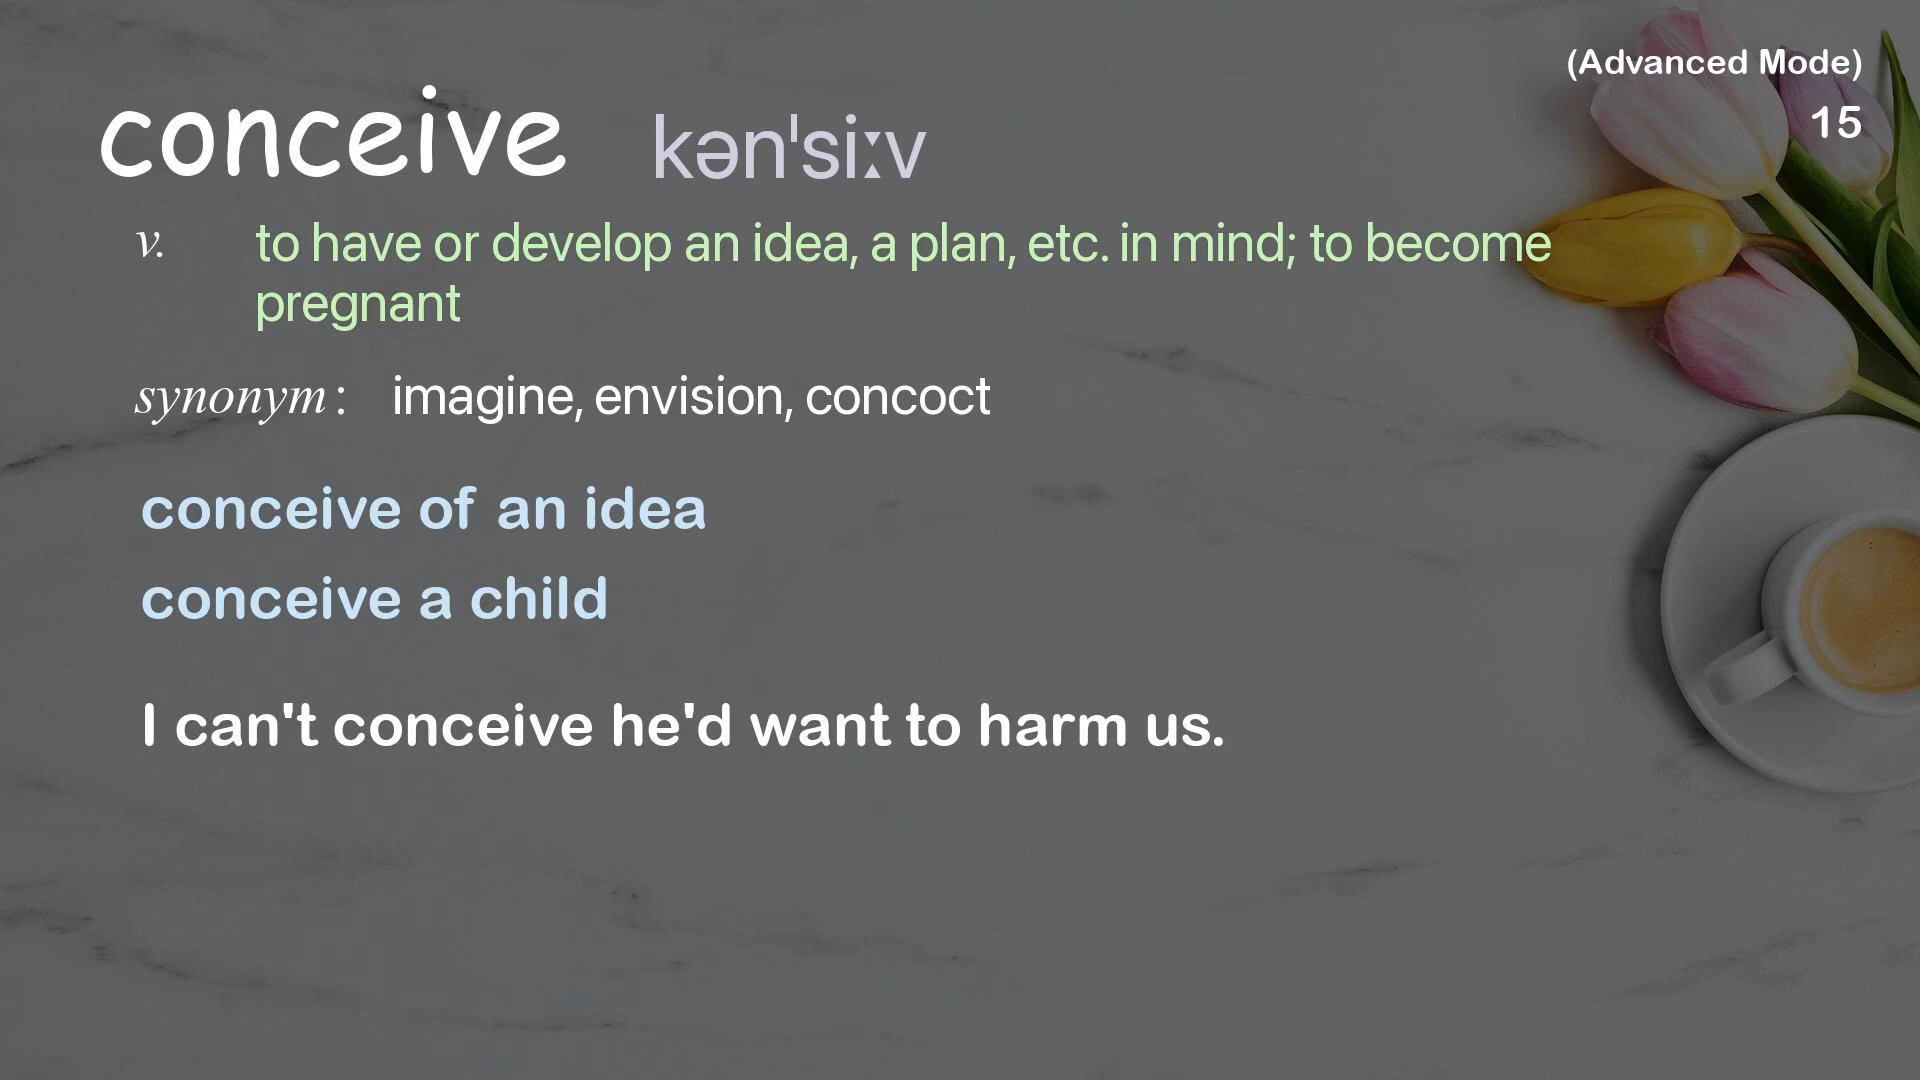 (Advanced Mode)
15
conceive kən'siːv
v. to have or develop an idea, a plan, etc. in mind; to become
pregnant
synonym: imagine, envision, concoct
conceive of an idea
conceive a child
I can't conceive he'd want to harm us.